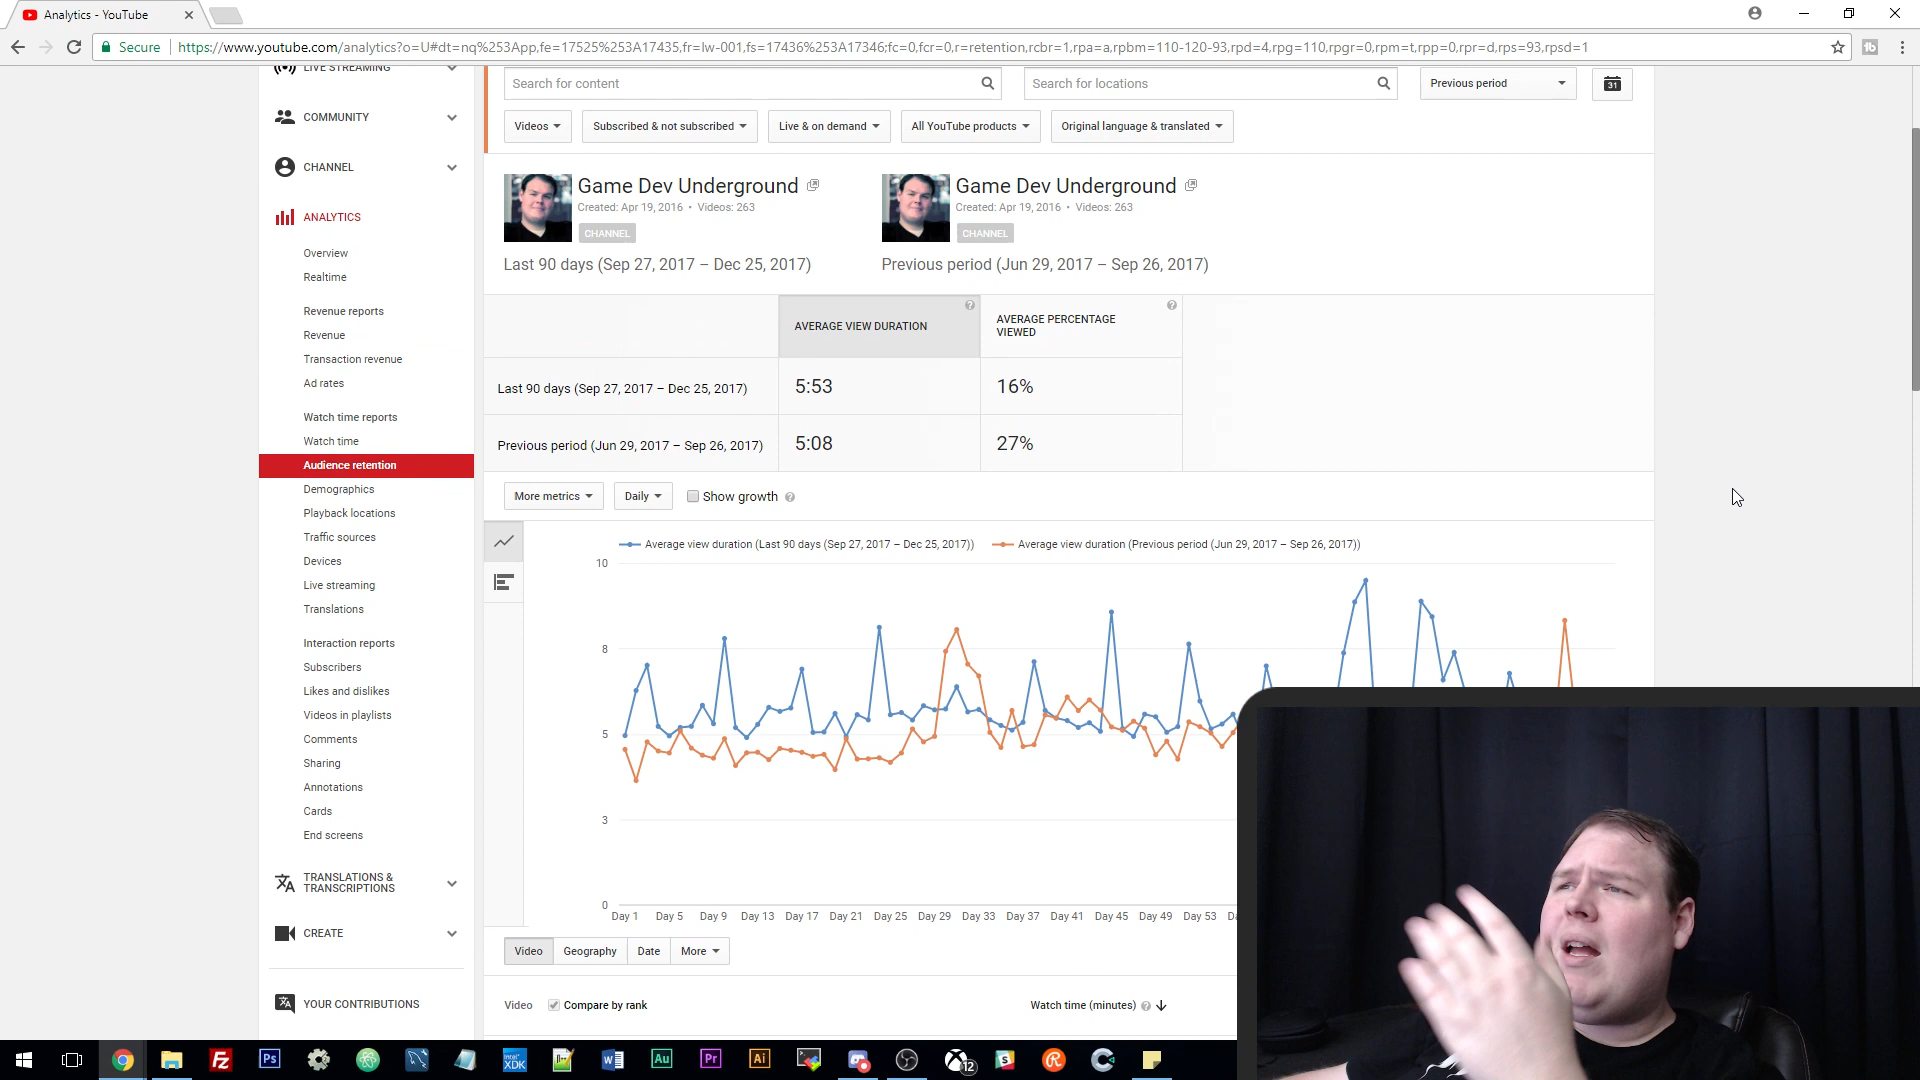 Analytics - YouTube
Secure
https://www.youtube.com/analytics?o=U#dt=nq%253App,fe=17525%253A17435,fr=lw-001,fs=17436%253A17346;fc=0,fcr=0,r=retention,rcbr=1,rpa=a,rpbm=110-120-93,rpd=4,rpg=110,rpgr=0,rpm=t,rpp=0,rpr=d,rps=93,rpsd=1
LIVE STREAMING
COMMUNITY
CHANNEL
ANALYTICS
Overview
Realtime
Revenue reports
Revenue
Transaction revenue
Ad rates
Watch time reports
Watch time
Audience retention
Demographics
Playback locations
Traffic sources
Devices
Live streaming
Translations
Interaction reports
Subscribers
Likes and dislikes
Videos in playlists
Comments
Sharing
Annotations
Cards
End screens
TRANSLATIONS &
TRANSCRIPTIONS
CREATE
YOUR CONTRIBUTIONS
Search for content
Search for locations
Previous period
31
Videos
Subscribed & not subscribed
Live & on demand
All YouTube products
Original language & translated
Game Dev Underground
Created: Apr 19, 2016 • Videos: 263
CHANNEL
Last 90 days (Sep 27, 2017 – Dec 25, 2017)
Game Dev Underground
Created: Apr 19, 2016 • Videos: 263
CHANNEL
Previous period (Jun 29, 2017 – Sep 26, 2017)
AVERAGE VIEW DURATION
AVERAGE PERCENTAGE
VIEWED
Last 90 days (Sep 27, 2017 – Dec 25, 2017)
5:53
16%
Previous period (Jun 29, 2017 – Sep 26, 2017)
5:08
27%
More metrics
Daily
Show growth
Average view duration (Last 90 days (Sep 27, 2017 – Dec 25, 2017))
Average view duration (Previous period (Jun 29, 2017 – Sep 26, 2017))
10
8
5
3
0
Day 1 Day 5 Day 9 Day 13 Day 17 Day 21 Day 25 Day 29 Day 33 Day 37 Day 41 Day 45 Day 49 Day 53
Video
Geography
Date
More
Video
Compare by rank
Watch time (minutes)
Fz
Ps
intel XDK
Au
Pr
Ai
12